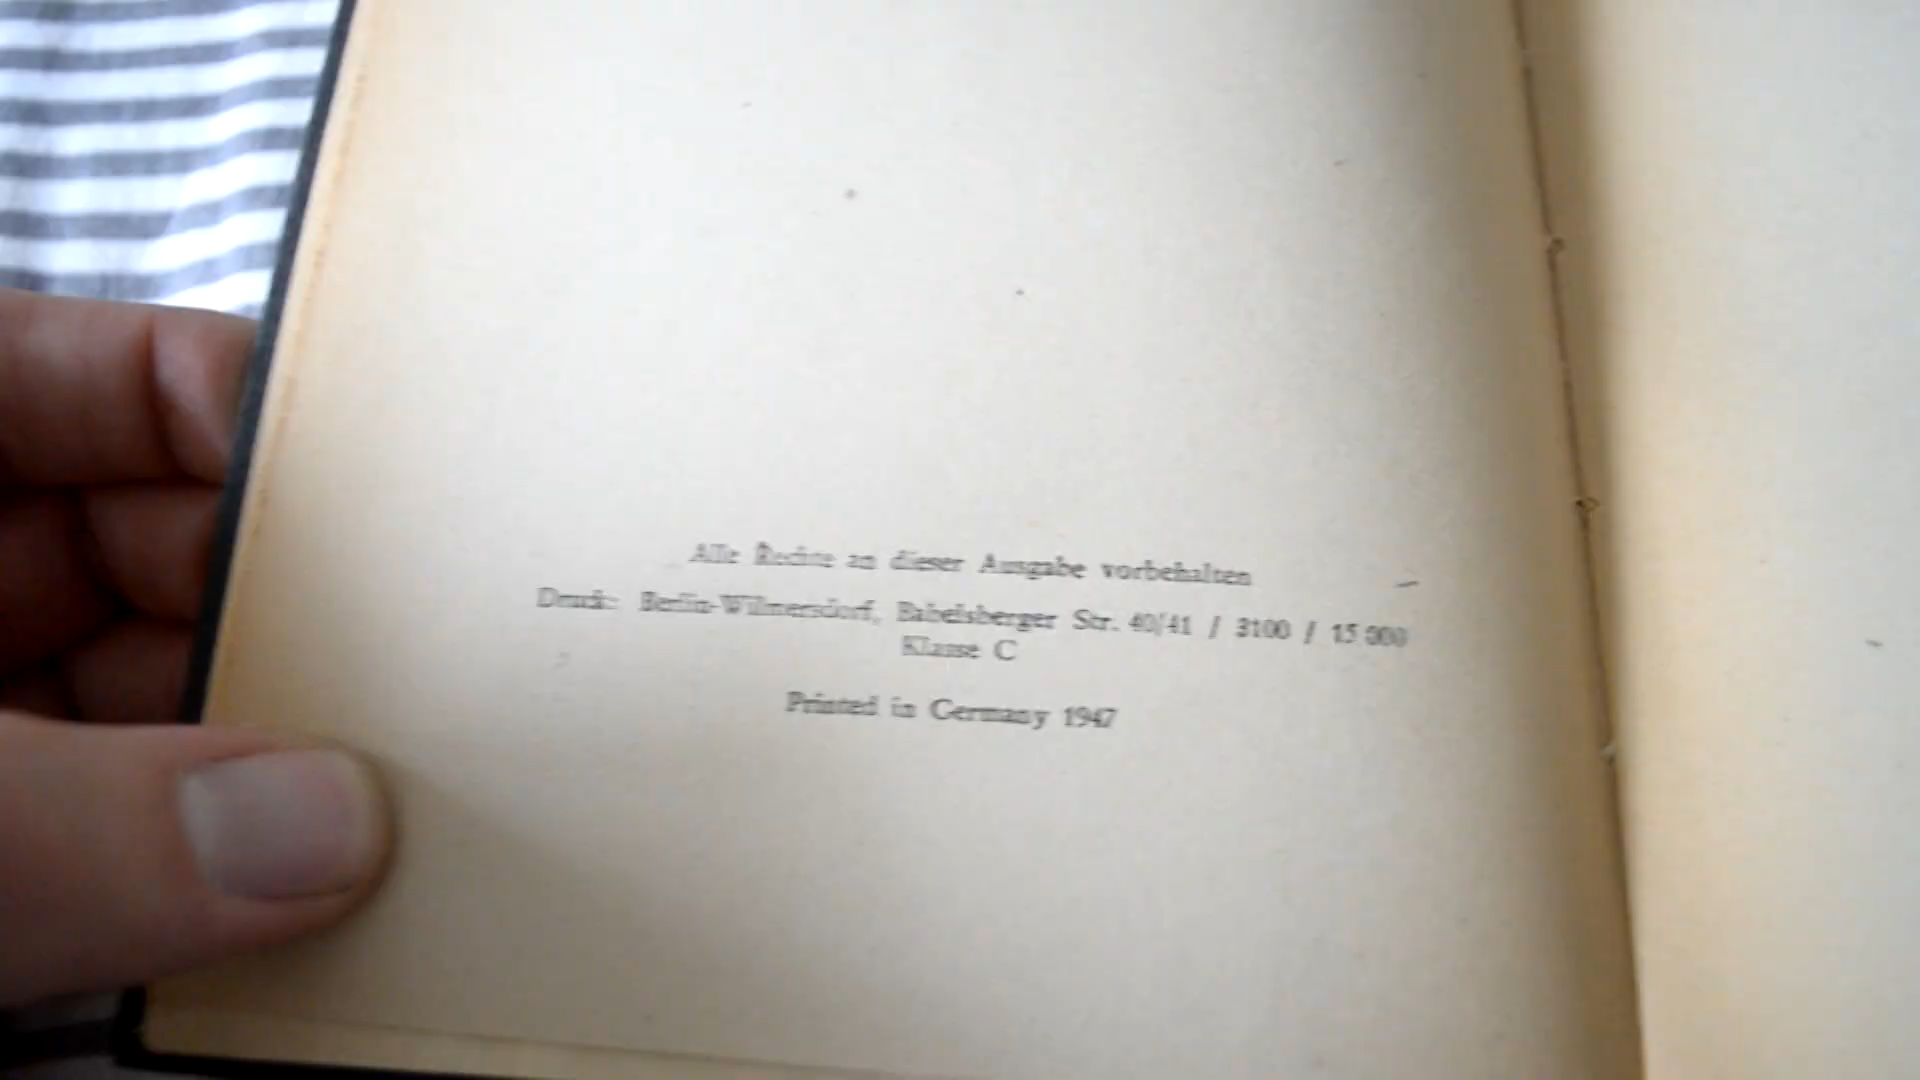 Alle Rechte an dieser Ausgabe vorbehalten
Druck: Berlin-Wilmersdorf, Babelsberger Str. 40/41 / 3100 / 15 000
Klasse C
Printed in Germany 1947